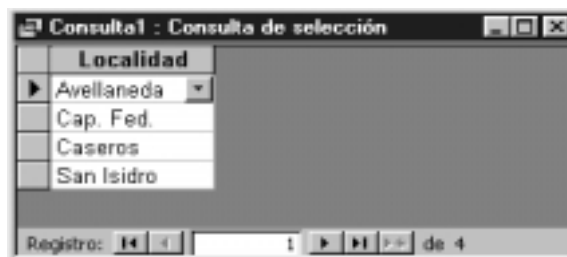 Consulta1 : Consulta de selección
Localidad
Avellaneda
Cap. Fed.
Caseros
San Isidro
Registro: 1 de 4